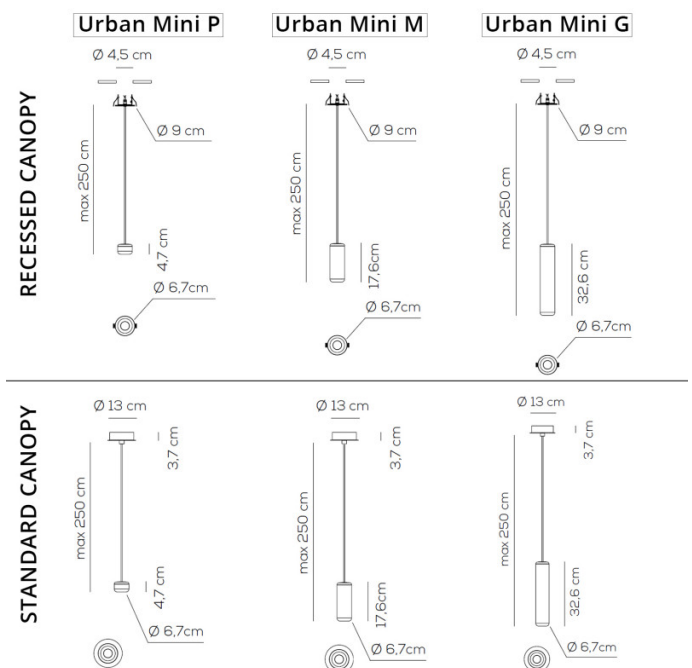 Urban Mini P
Urban Mini M
Urban Mini G
RECESSED CANOPY
Ø 4,5 cm
Ø 9 cm
max 250 cm
4,7 cm
Ø 6,7cm
Ø 4,5 cm
Ø 9 cm
max 250 cm
17,6cm
Ø 6,7cm
Ø 4,5 cm
Ø 9 cm
max 250 cm
32,6 cm
Ø 6,7cm
STANDARD CANOPY
Ø 13 cm
3,7 cm
max 250 cm
4,7 cm
Ø 6,7cm
Ø 13 cm
3,7 cm
max 250 cm
17,6cm
Ø 6,7cm
Ø 13 cm
3,7 cm
max 250 cm
32,6 cm
Ø 6,7cm